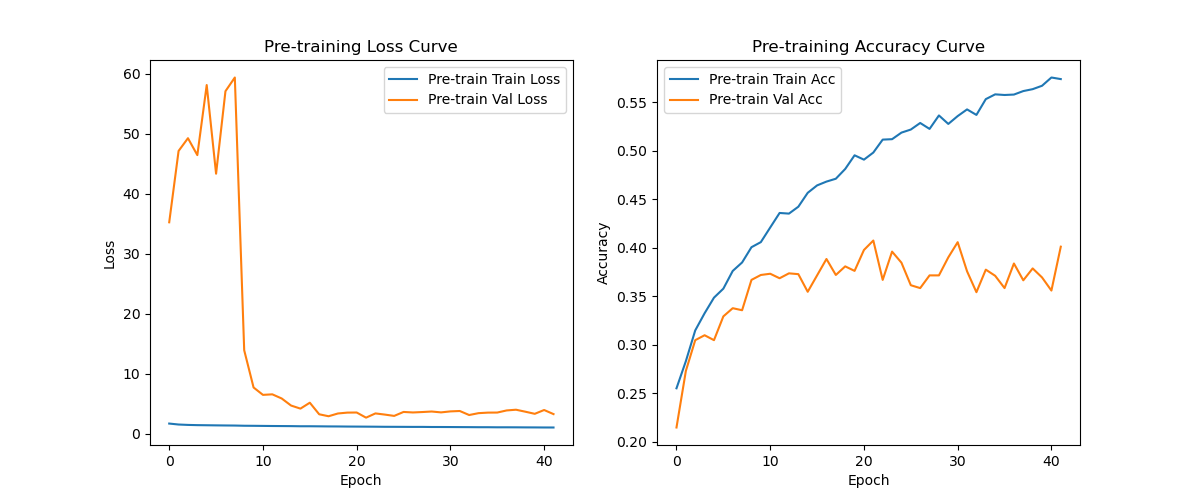 Pre-training Loss Curve
Pre-train Train Loss
Pre-train Val Loss
60
50
40
30
20
10
0
Loss
0 10 20 30 40
Epoch
Pre-training Accuracy Curve
Pre-train Train Acc
Pre-train Val Acc
0.55
0.50
0.45
0.40
0.35
0.30
0.25
0.20
Accuracy
0 10 20 30 40
Epoch